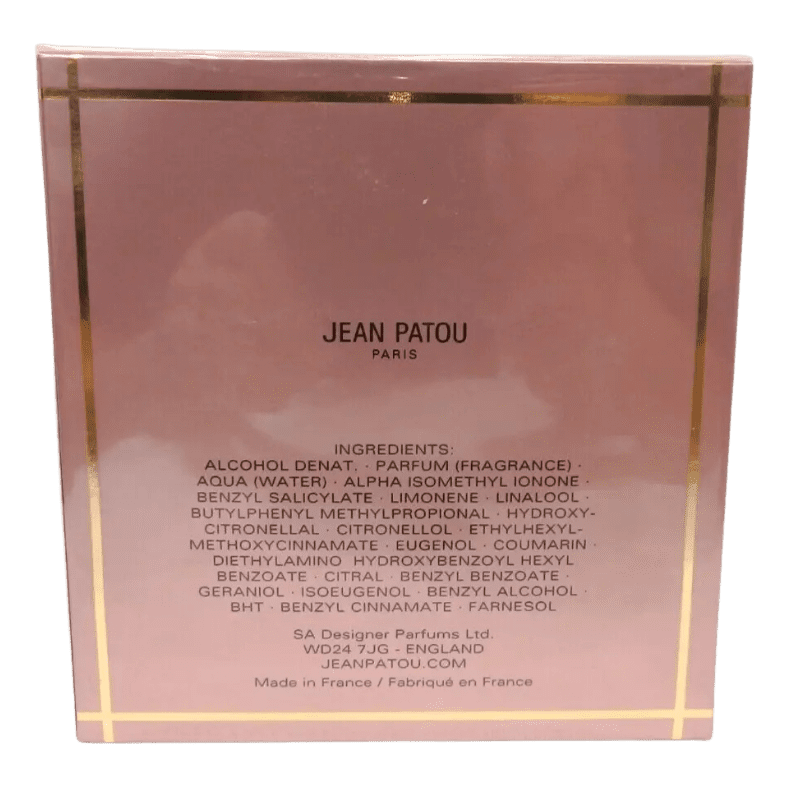 JEAN PATOU
PARIS
INGREDIENTS:
ALCOHOL DENAT. · PARFUM (FRAGRANCE) ·
AQUA (WATER) · ALPHA ISOMETHYL IONONE ·
BENZYL SALICYLATE · LIMONENE · LINALOOL ·
BUTYLPHENYL METHYLPROPIONAL · HYDROXY-
CITRONELLAL · CITRONELLOL · ETHYLHEXYL-
METHOXYCINNAMATE · EUGENOL · COUMARIN ·
DIETHYLAMINO HYDROXYBENZOYL HEXYL
BENZOATE · CITRAL · BENZYL BENZOATE ·
GERANIOL · ISOEUGENOL · BENZYL ALCOHOL ·
BHT · BENZYL CINNAMATE · FARNESOL
SA Designer Parfums Ltd.
WD24 7JG - ENGLAND
JEANPATOU.COM
Made in France / Fabriqué en France